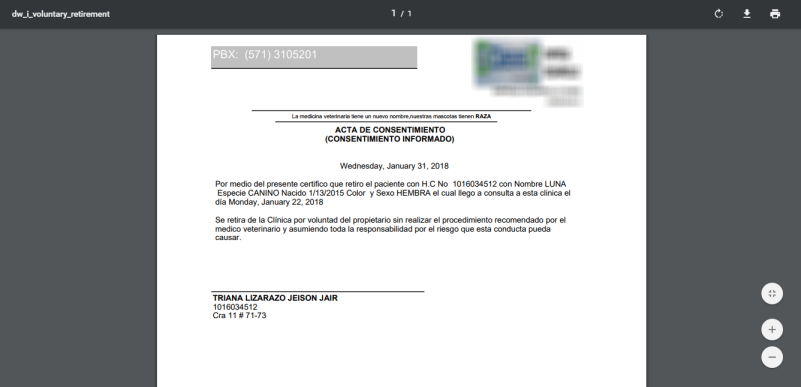 dw_i_voluntary_retirement
1 / 1
PBX: (571) 3105201
La medicina veterinaria tiene un nuevo nombre,nuestras mascotas tienen RAZA
ACTA DE CONSENTIMIENTO
(CONSENTIMIENTO INFORMADO)
Wednesday, January 31, 2018
Por medio del presente certifico que retiro el paciente con H.C No 1016034512 con Nombre LUNA
Especie CANINO Nacido 1/13/2015 Color y Sexo HEMBRA el cual llego a consulta a esta clinica el
día Monday, January 22, 2018
Se retira de la Clínica por voluntad del propietario sin realizar el procedimiento recomendado por el
medico veterinario y asumiendo toda la responsabilidad por el riesgo que esta conducta pueda
causar.
TRIANA LIZARAZO JEISON JAIR
1016034512
Cra 11 # 71-73